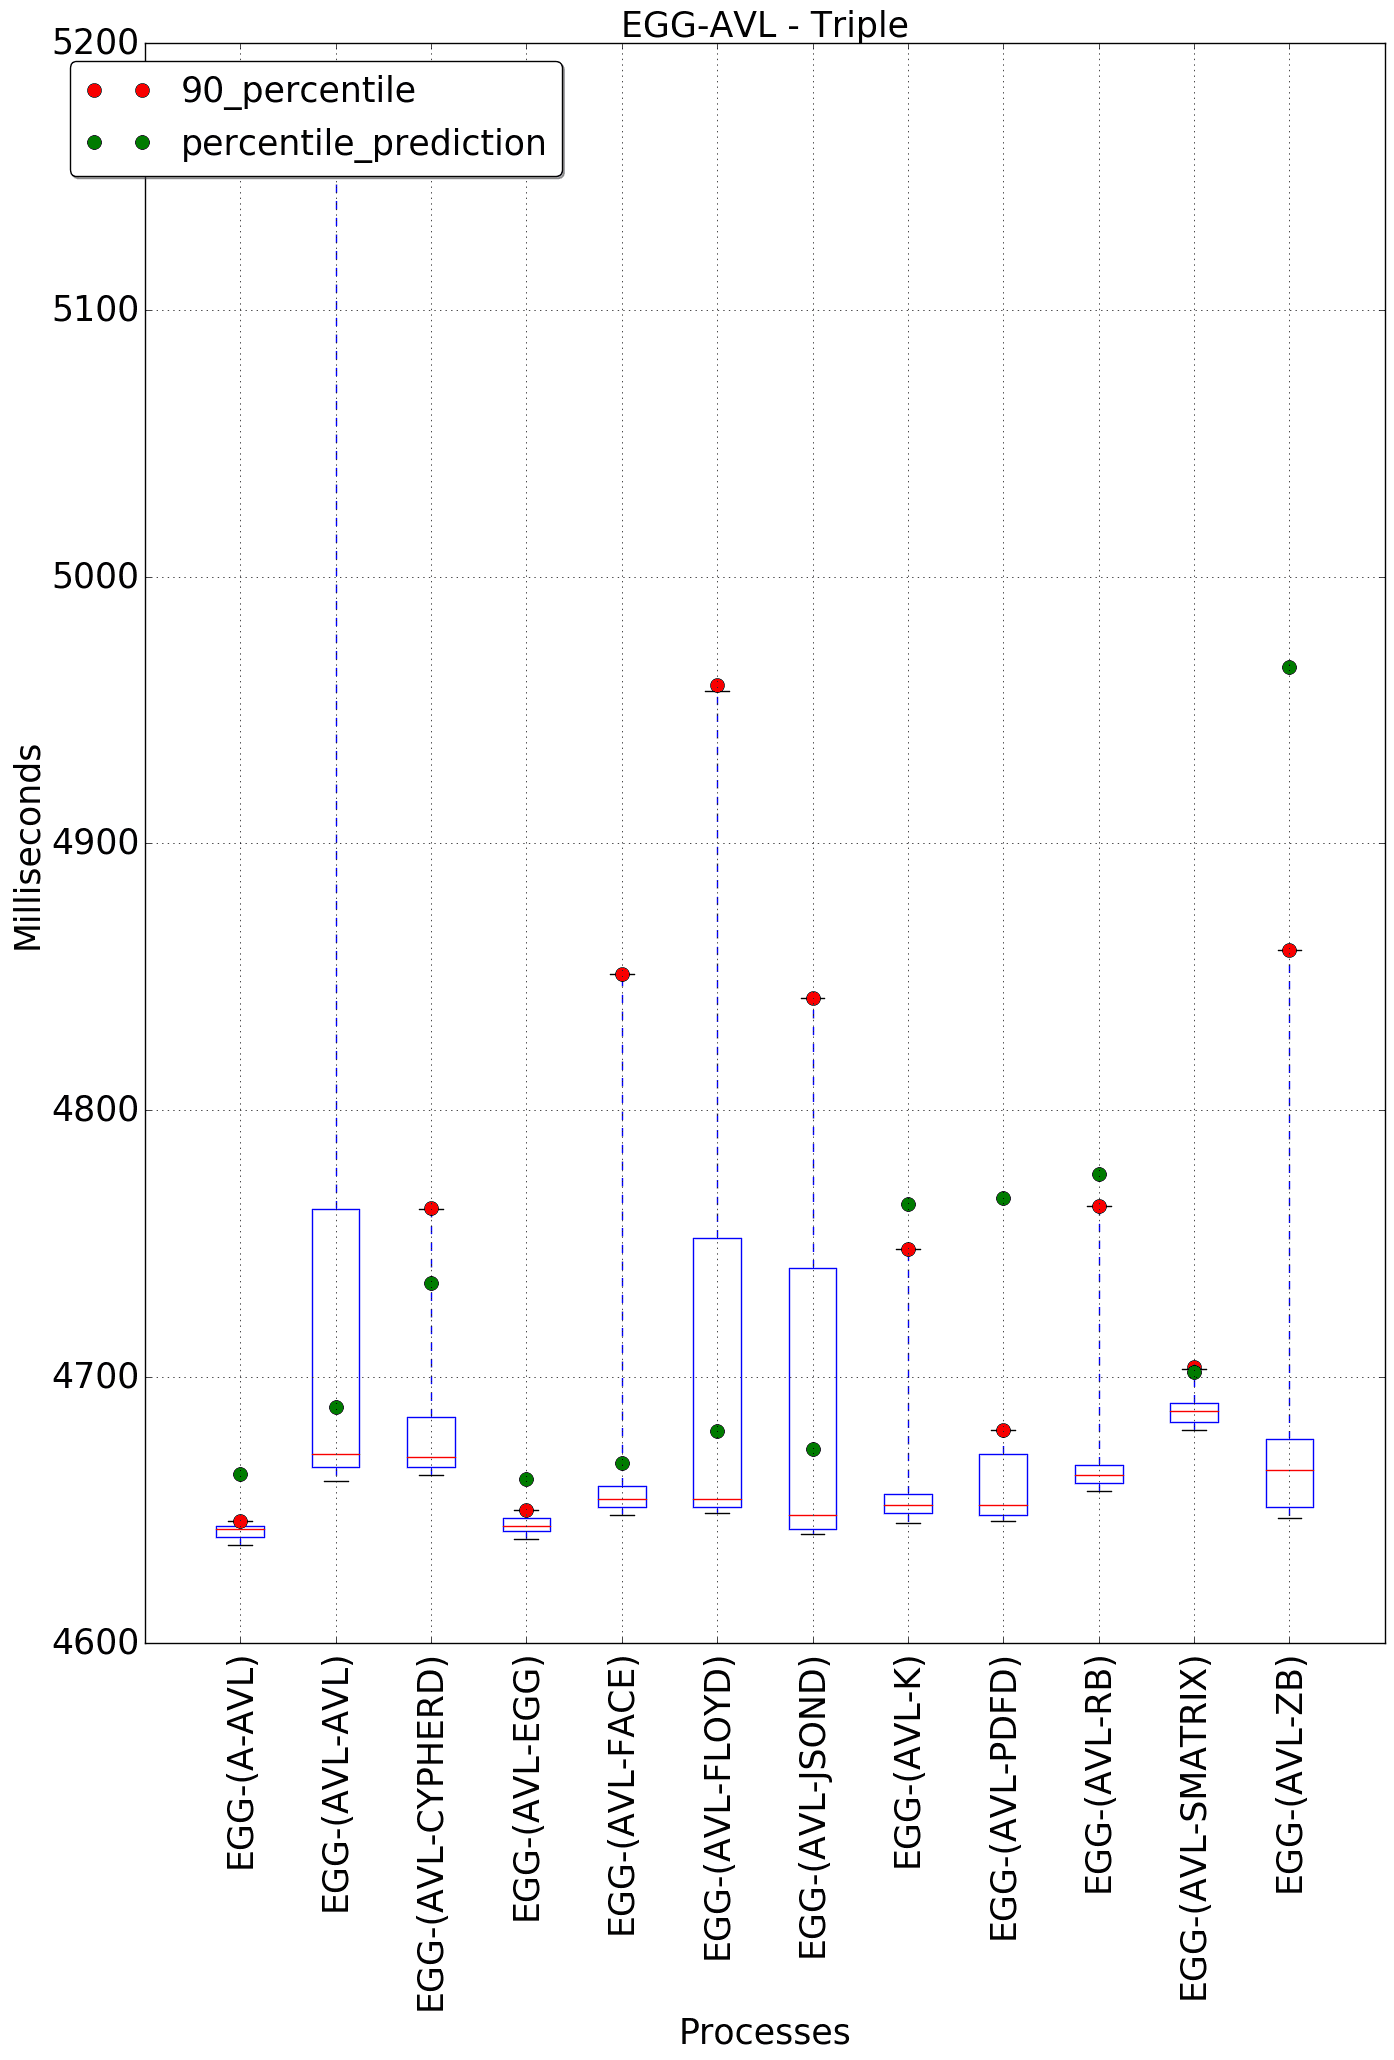 EGG-AVL - Triple
90_percentile
percentile_prediction
5200
5100
5000
4900
4800
4700
4600
Milliseconds
EGG-(A-AVL)
EGG-(AVL-AVL)
EGG-(AVL-CYPHERD)
EGG-(AVL-EGG)
EGG-(AVL-FACE)
EGG-(AVL-FLOYD)
EGG-(AVL-JSOND)
EGG-(AVL-K)
EGG-(AVL-PDFD)
EGG-(AVL-RB)
EGG-(AVL-SMATRIX)
EGG-(AVL-ZB)
Processes